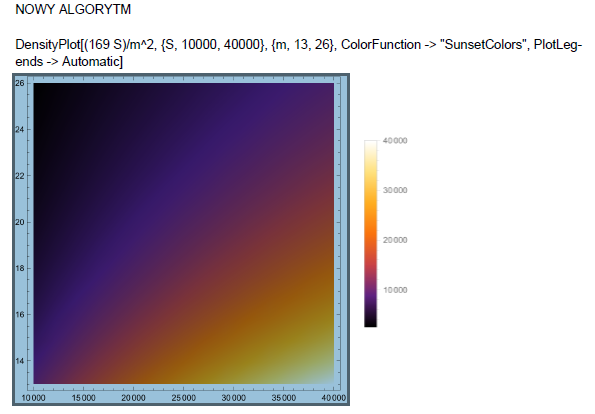 NOWY ALGORYTM
DensityPlot[(169 S)/m^2, {S, 10000, 40000}, {m, 13, 26}, ColorFunction -> "SunsetColors", PlotLeg-
ends -> Automatic]
26
24
22
20
18
16
14
10000 15000 20000 25000 30000 35000 40000
40000
30000
20000
10000